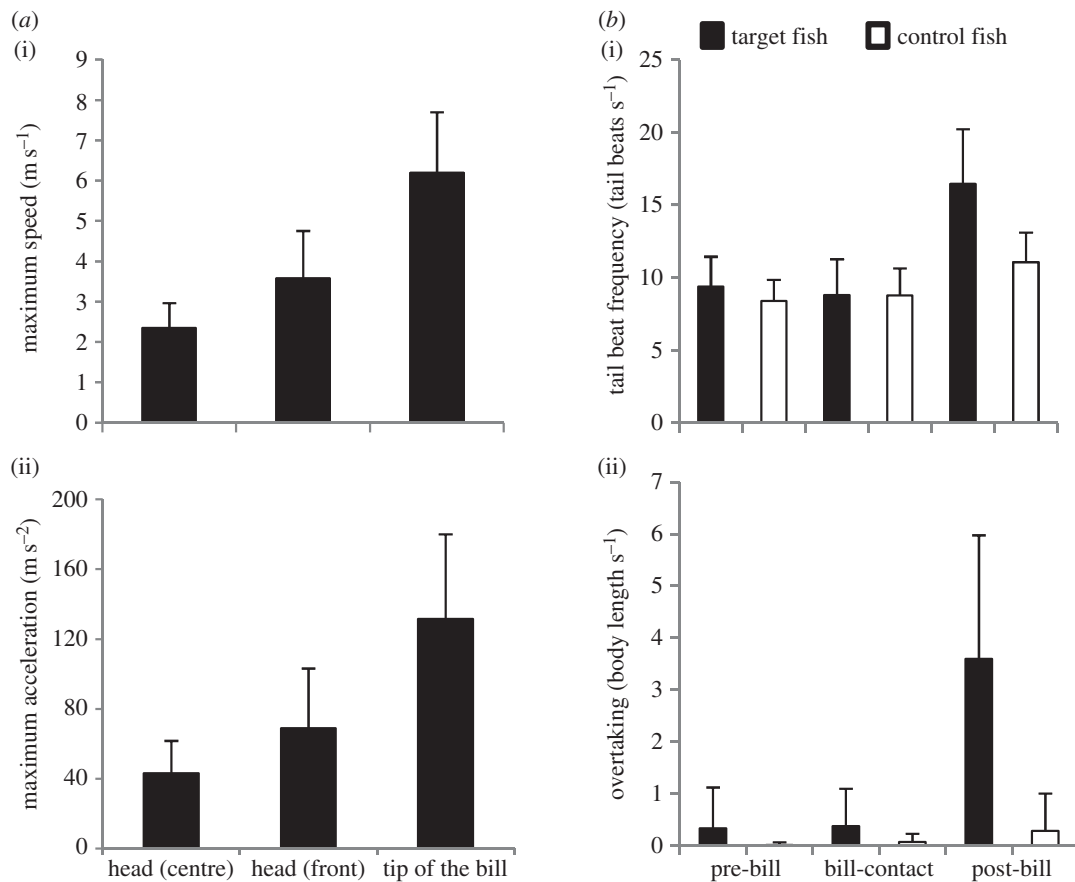 (a)
(i)
maximum speed (m s⁻¹)
9
8
7
6
5
4
3
2
1
0
(ii)
maximum acceleration (m s⁻²)
200
160
120
80
40
0
head (centre) head (front) tip of the bill
(b)
target fish control fish
(i)
tail beat frequency (tail beats s⁻¹)
25
20
15
10
5
0
(ii)
overtaking (body length s⁻¹)
7
6
5
4
3
2
1
0
pre-bill bill-contact post-bill